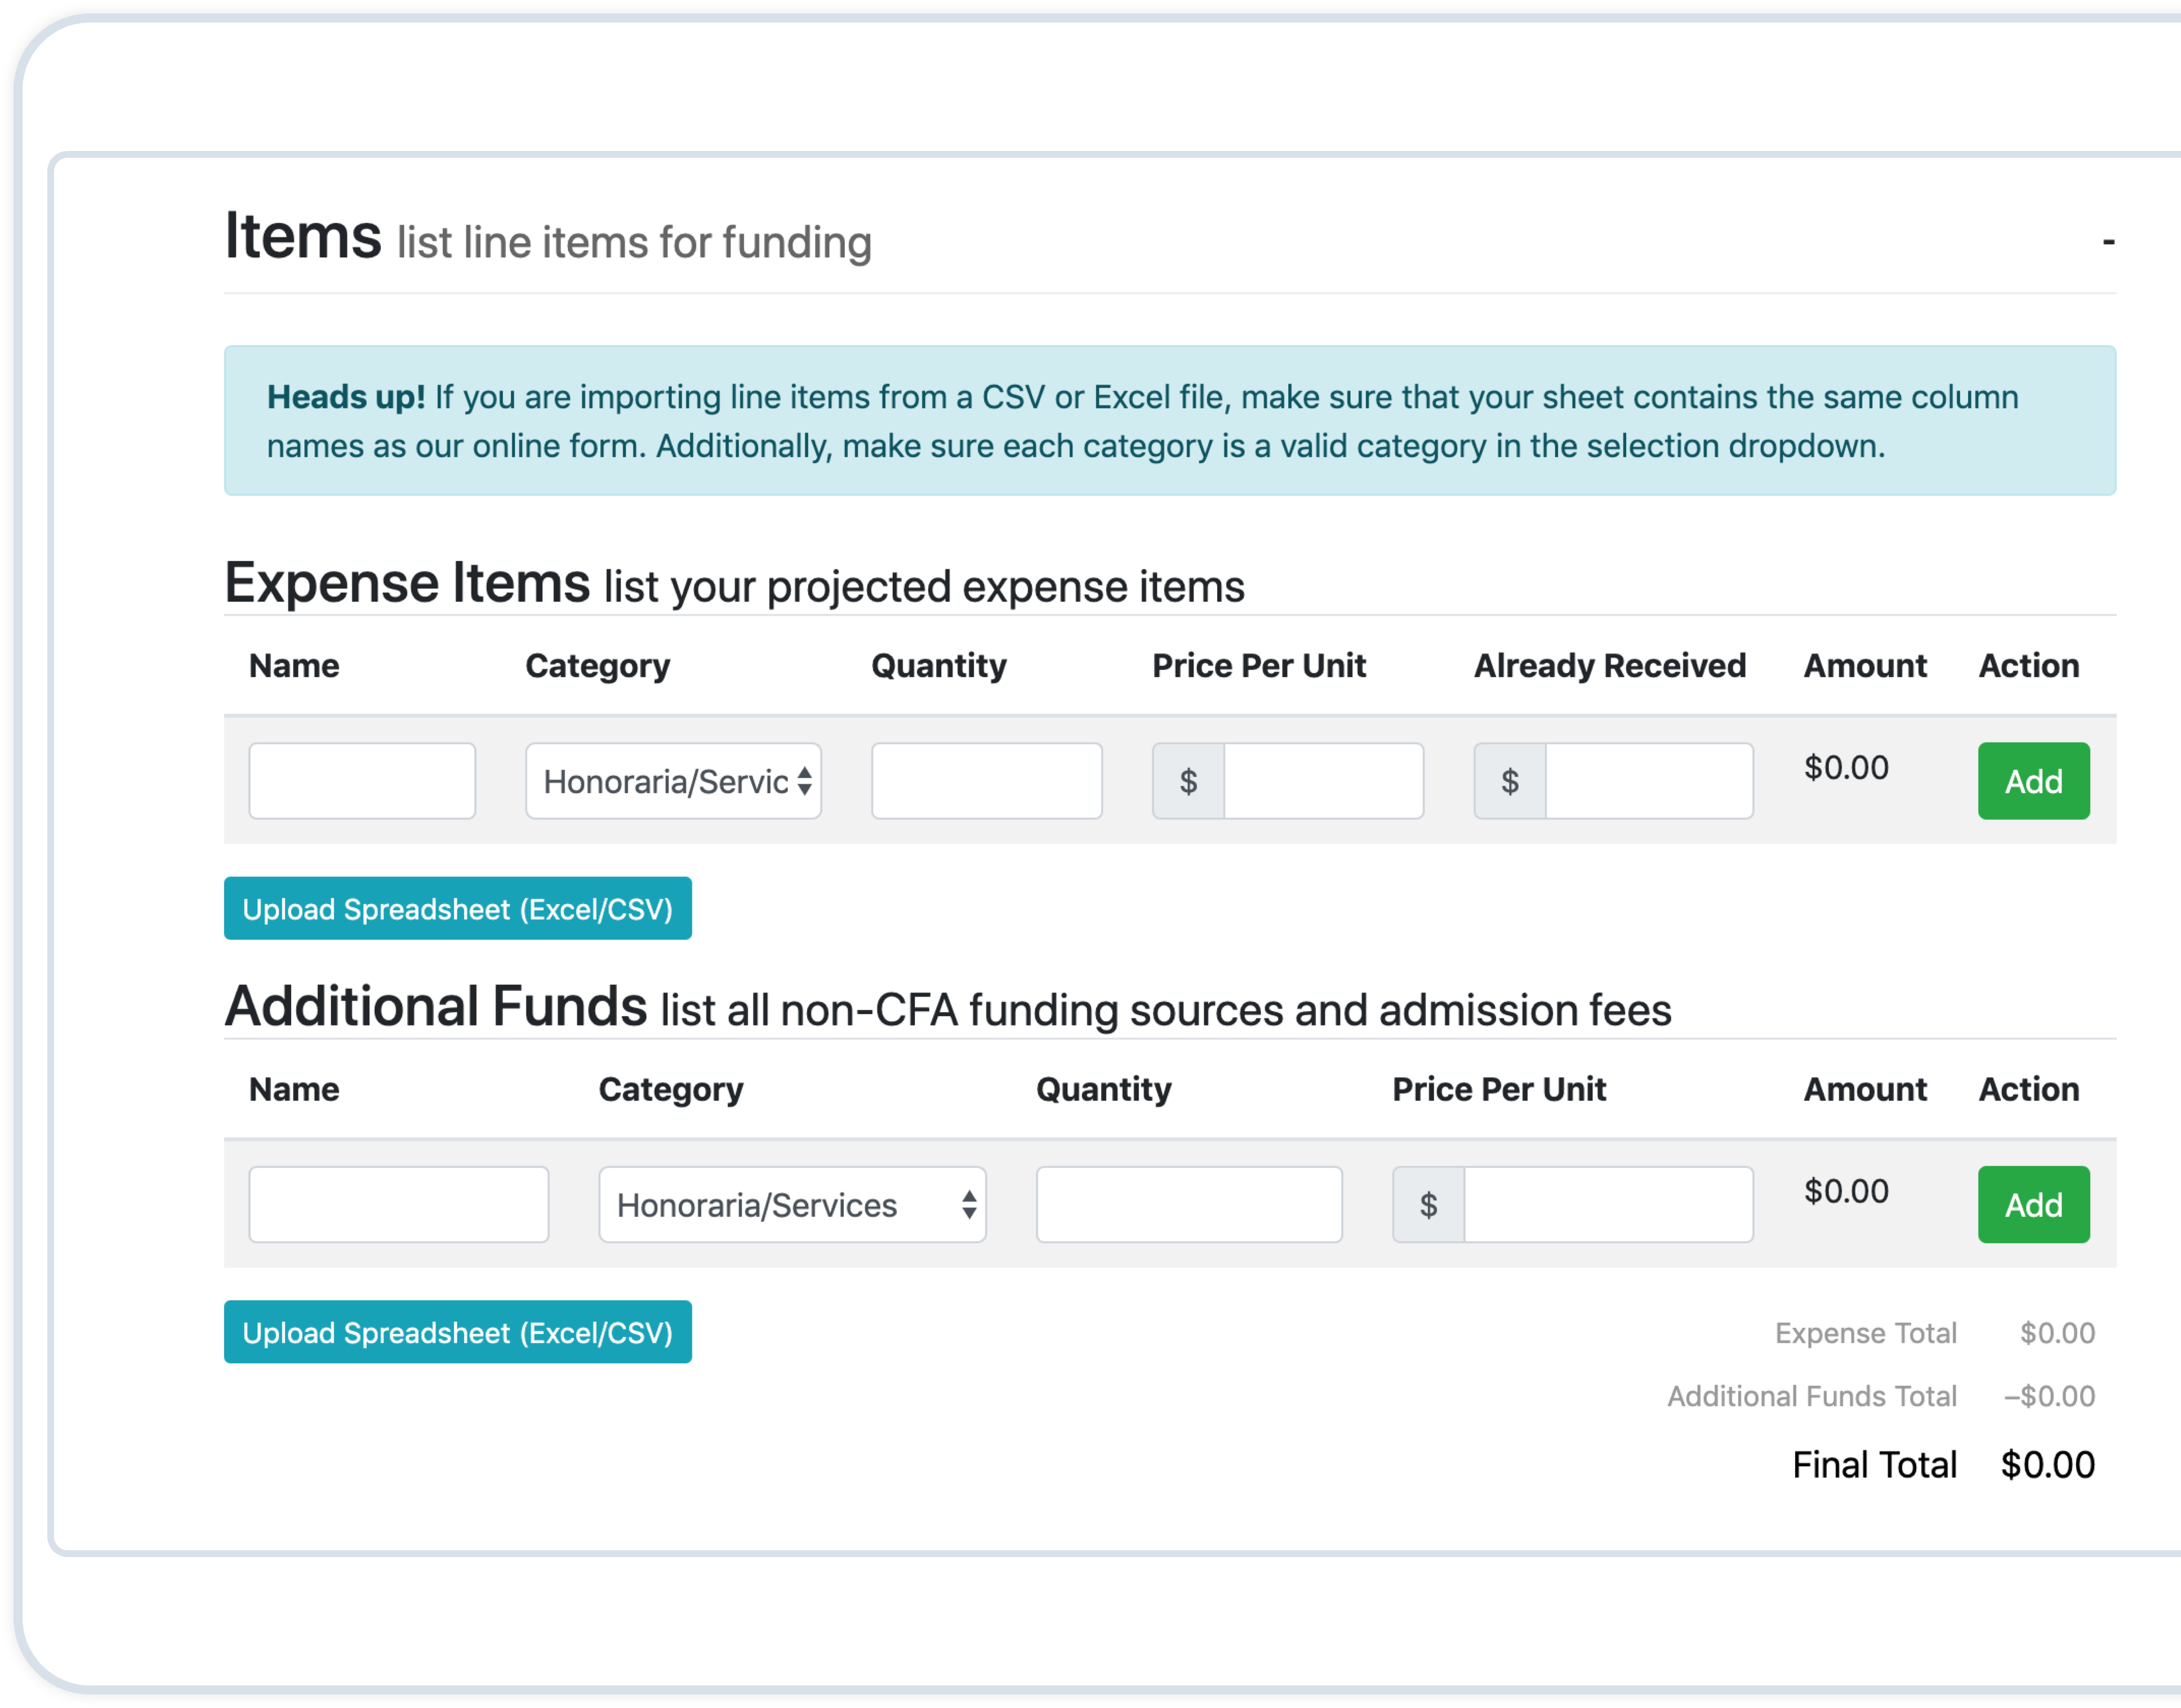 Items list line items for funding -
Heads up! If you are importing line items from a CSV or Excel file, make sure that your sheet contains the same column
names as our online form. Additionally, make sure each category is a valid category in the selection dropdown.
Expense Items list your projected expense items
Name Category Quantity Price Per Unit Already Received Amount Action
Honoraria/Servic $ $ $0.00 Add
Upload Spreadsheet (Excel/CSV)
Additional Funds list all non-CFA funding sources and admission fees
Name Category Quantity Price Per Unit Amount Action
Honoraria/Services $ $0.00 Add
Upload Spreadsheet (Excel/CSV)
Expense Total $0.00
Additional Funds Total –$0.00
Final Total $0.00